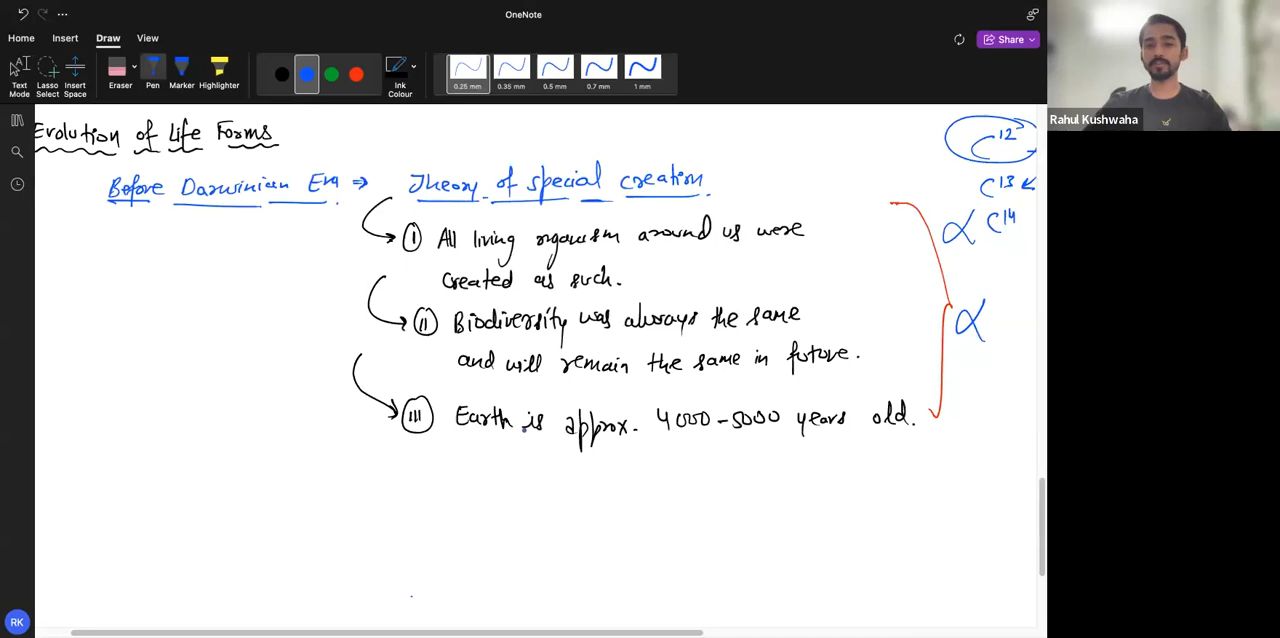 OneNote
Home Insert Draw View
Share
Text Mode
Lasso Select
Insert Space
Eraser
Pen
Marker
Highlighter
Ink Colour
0.25 mm
0.35 mm
0.5 mm
0.7 mm
1 mm
Rahul Kushwaha
Evolution of Life Forms
Before Darwinian Era ⇒ Theory of special creation
C12
C13
C14
(I) All living organism around us were
created as such.
(II) Biodiversity was always the same
and will remain the same in future.
(III) Earth is approx. 4000-5000 years old.
RK